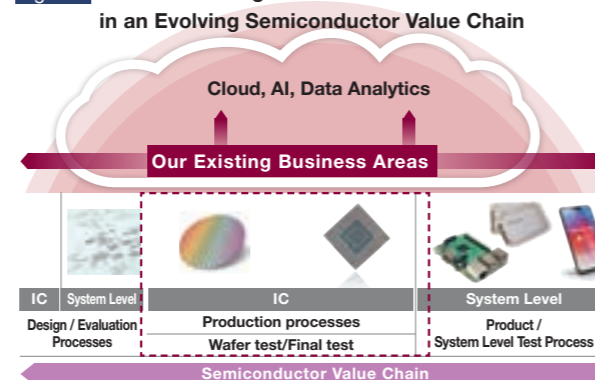 in an Evolving Semiconductor Value Chain
Cloud, AI, Data Analytics
Our Existing Business Areas
IC
System Level
IC
System Level
Design / Evaluation
Processes
Production processes
Wafer test/Final test
Product /
System Level Test Process
Semiconductor Value Chain